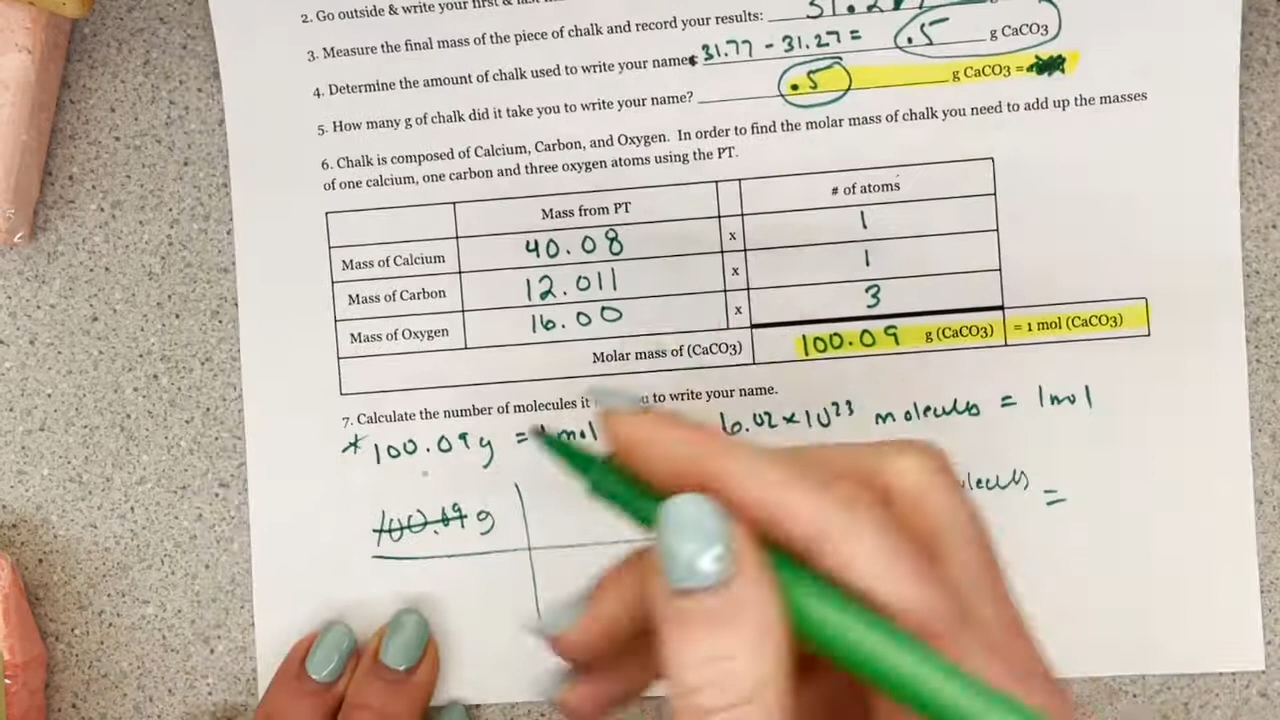 2. Go outside & write your first &
3. Measure the final mass of the piece of chalk and record your results:
4. Determine the amount of chalk used to write your name 31.77 - 31.27 = .5 g CaCO3
5. How many g of chalk did it take you to write your name? .5 g CaCO3 =
6. Chalk is composed of Calcium, Carbon, and Oxygen. In order to find the molar mass of chalk you need to add up the masses
of one calcium, one carbon and three oxygen atoms using the PT.
Mass from PT # of atoms
Mass of Calcium 40.08 x 1
Mass of Carbon 12.011 x 1
Mass of Oxygen 16.00 x 3
Molar mass of (CaCO3) 100.09 g (CaCO3) = 1 mol (CaCO3)
7. Calculate the number of molecules it to write your name.
* 100.09g = 1mol 6.02x10²³ molecules = 1mol
100.09 g =